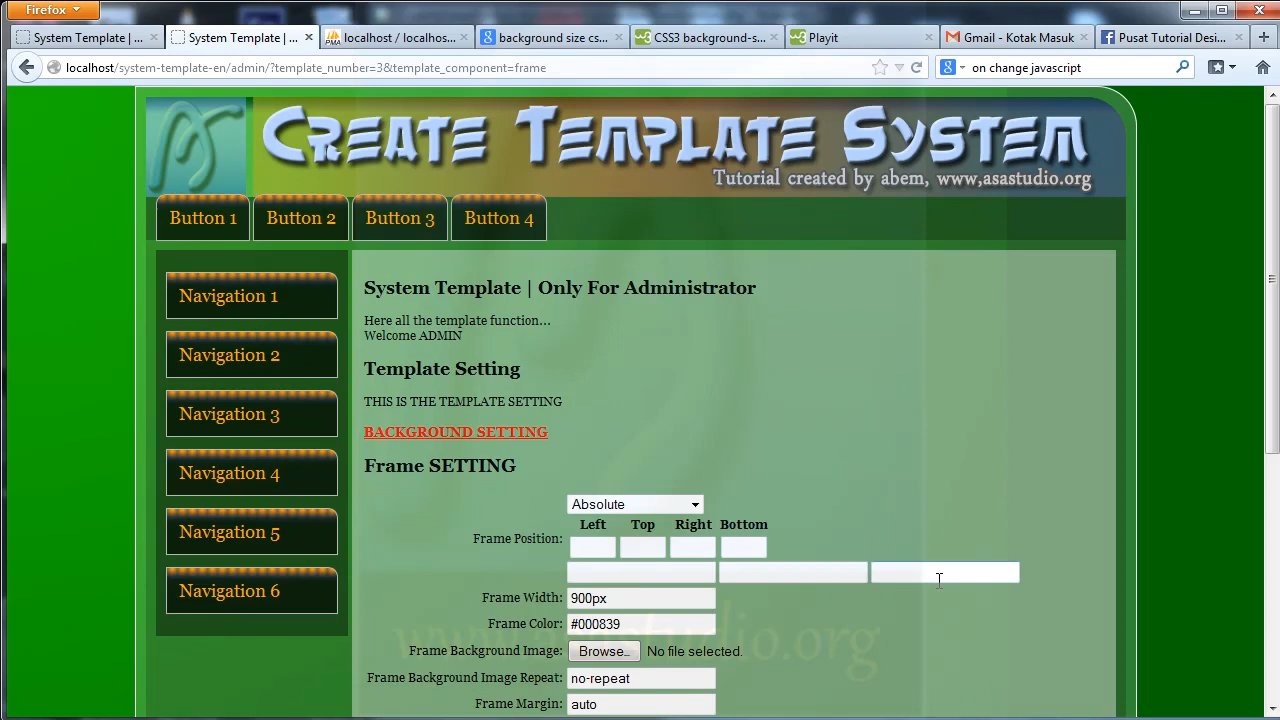 Firefox
System Template | ... × System Template | ... × localhost / localhos... × background size cs... × CSS3 background-s... × Playit × Gmail - Kotak Masuk × Pusat Tutorial Desi... ×
localhost/system-template-en/admin/?template_number=3&template_component=frame on change javascript
Create Template System
Tutorial created by abem, www.asastudio.org
Button 1 Button 2 Button 3 Button 4
Navigation 1
Navigation 2
Navigation 3
Navigation 4
Navigation 5
Navigation 6
System Template | Only For Administrator
Here all the template function...
Welcome ADMIN
Template Setting
THIS IS THE TEMPLATE SETTING
BACKGROUND SETTING
Frame SETTING
Absolute
Left Top Right Bottom
Frame Position:
Frame Width: 900px
Frame Color: #000839
Frame Background Image: Browse... No file selected.
Frame Background Image Repeat: no-repeat
Frame Margin: auto